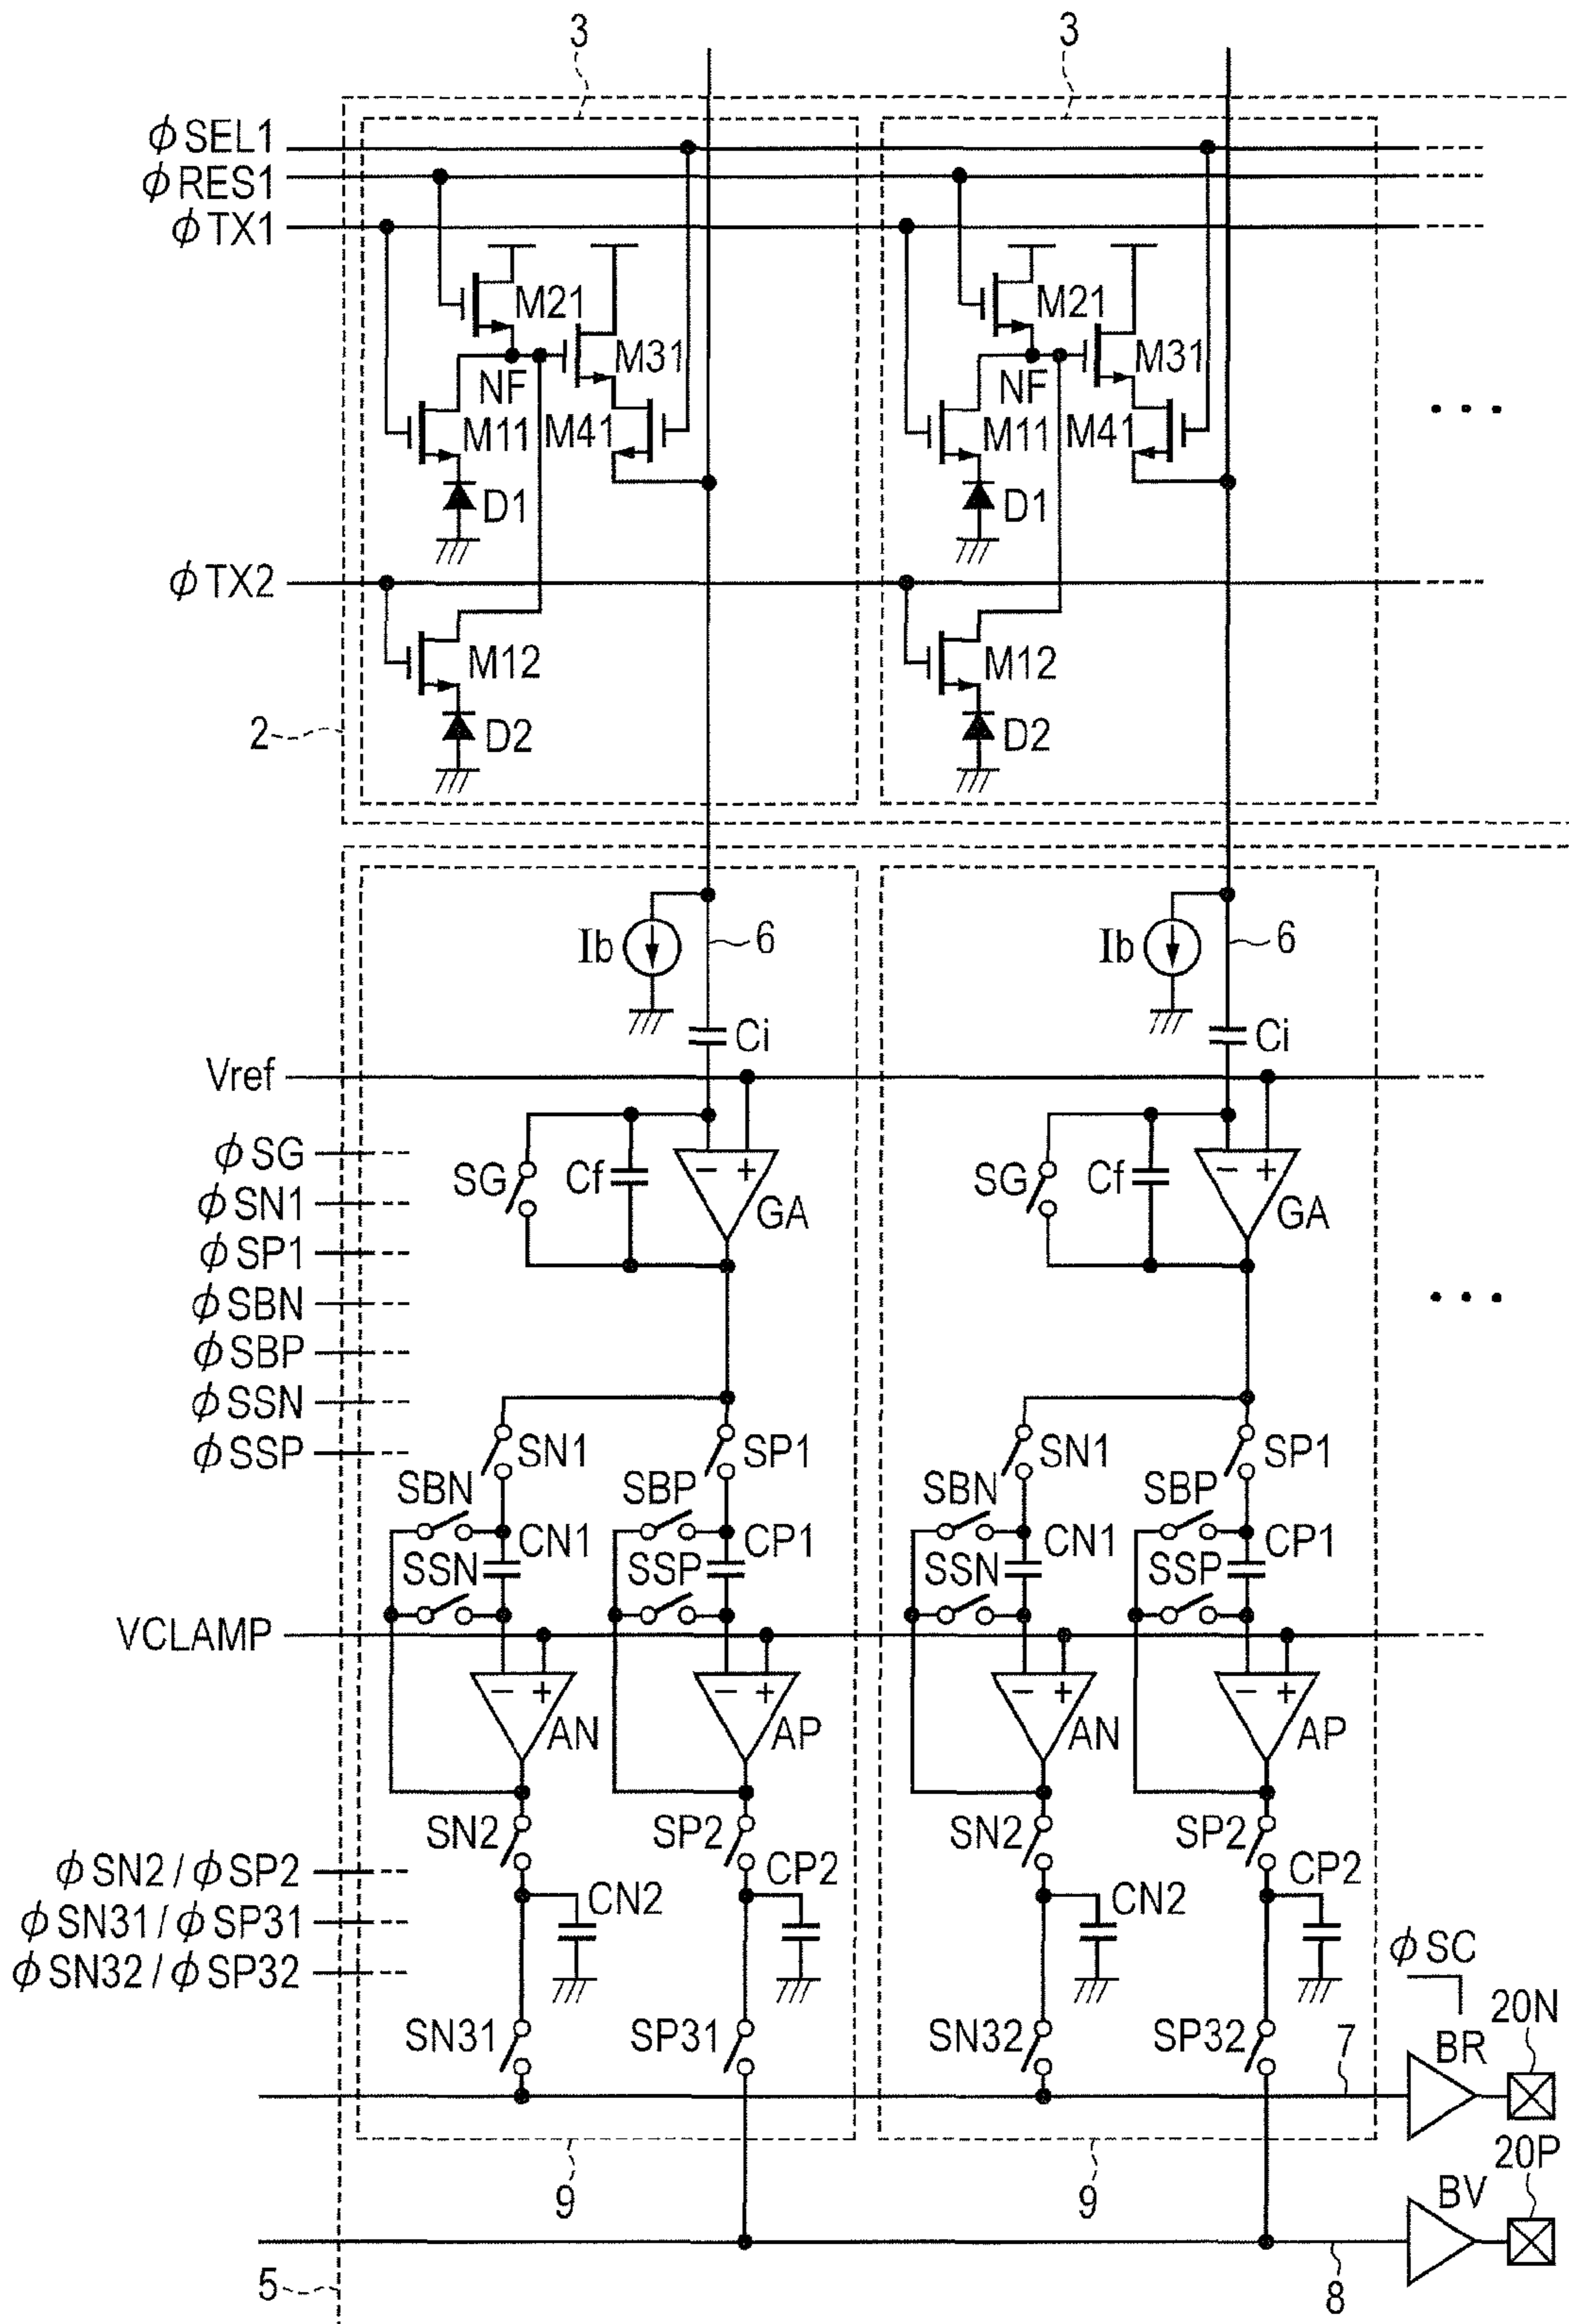 3 3
ϕSEL1
ϕRES1
ϕTX1
M21 M21
M31 M31
NF NF
M11 M41 M11 M41
D1 D1
ϕTX2
M12 M12
2 D2 D2
Ib 6 Ib 6
Ci Ci
Vref
ϕSG
- + - +
SG Cf GA SG Cf GA
ϕSN1
ϕSP1
ϕSBN
ϕSBP
ϕSSN
ϕSSP
SN1 SP1 SN1 SP1
SBN SBP SBN SBP
CN1 CP1 CN1 CP1
SSN SSP SSN SSP
VCLAMP
- + - + - + - +
AN AP AN AP
SN2 SP2 SN2 SP2
ϕSN2/ϕSP2
CP2 CP2
CN2 CN2
ϕSN31/ϕSP31
ϕSC
ϕSN32/ϕSP32
20N
SN31 SP31 SN32 SP32 7 BR
20P
9 9 BV
5 8